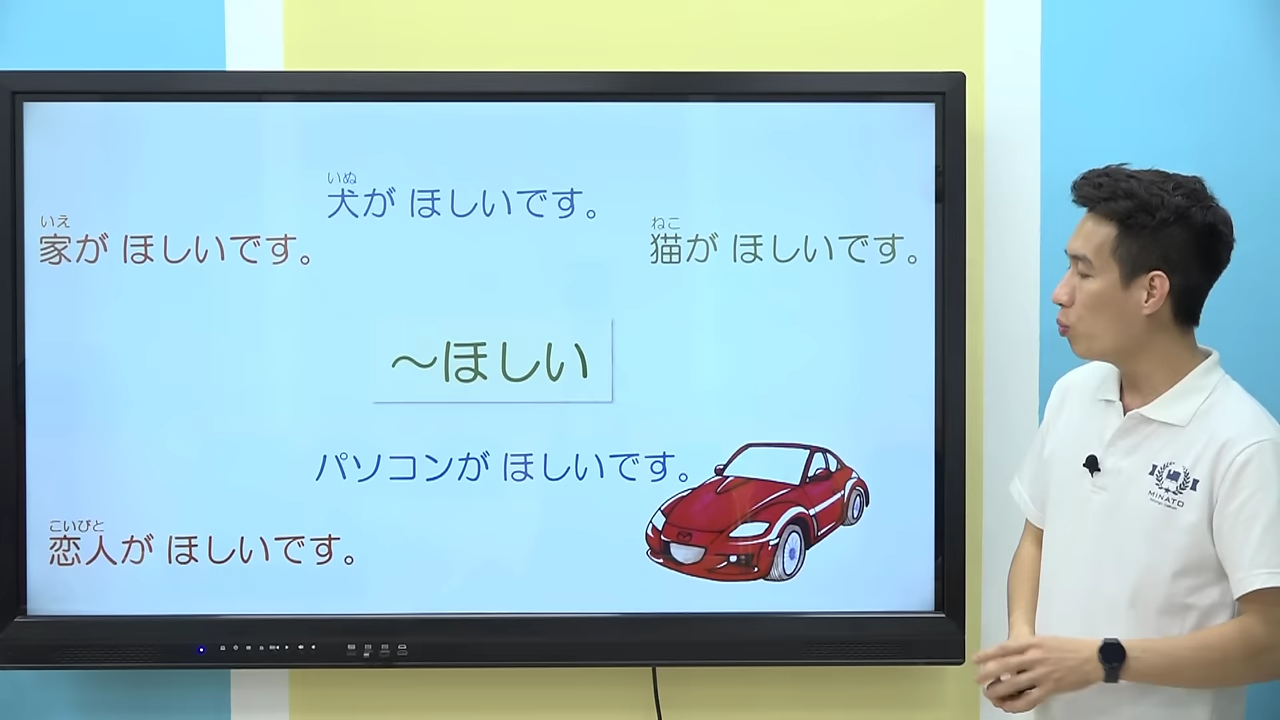 いぬ
犬が ほしいです。
いえ
家が ほしいです。
ねこ
猫が ほしいです。
～ほしい
パソコンが ほしいです。
こいびと
恋人が ほしいです。
MINATO